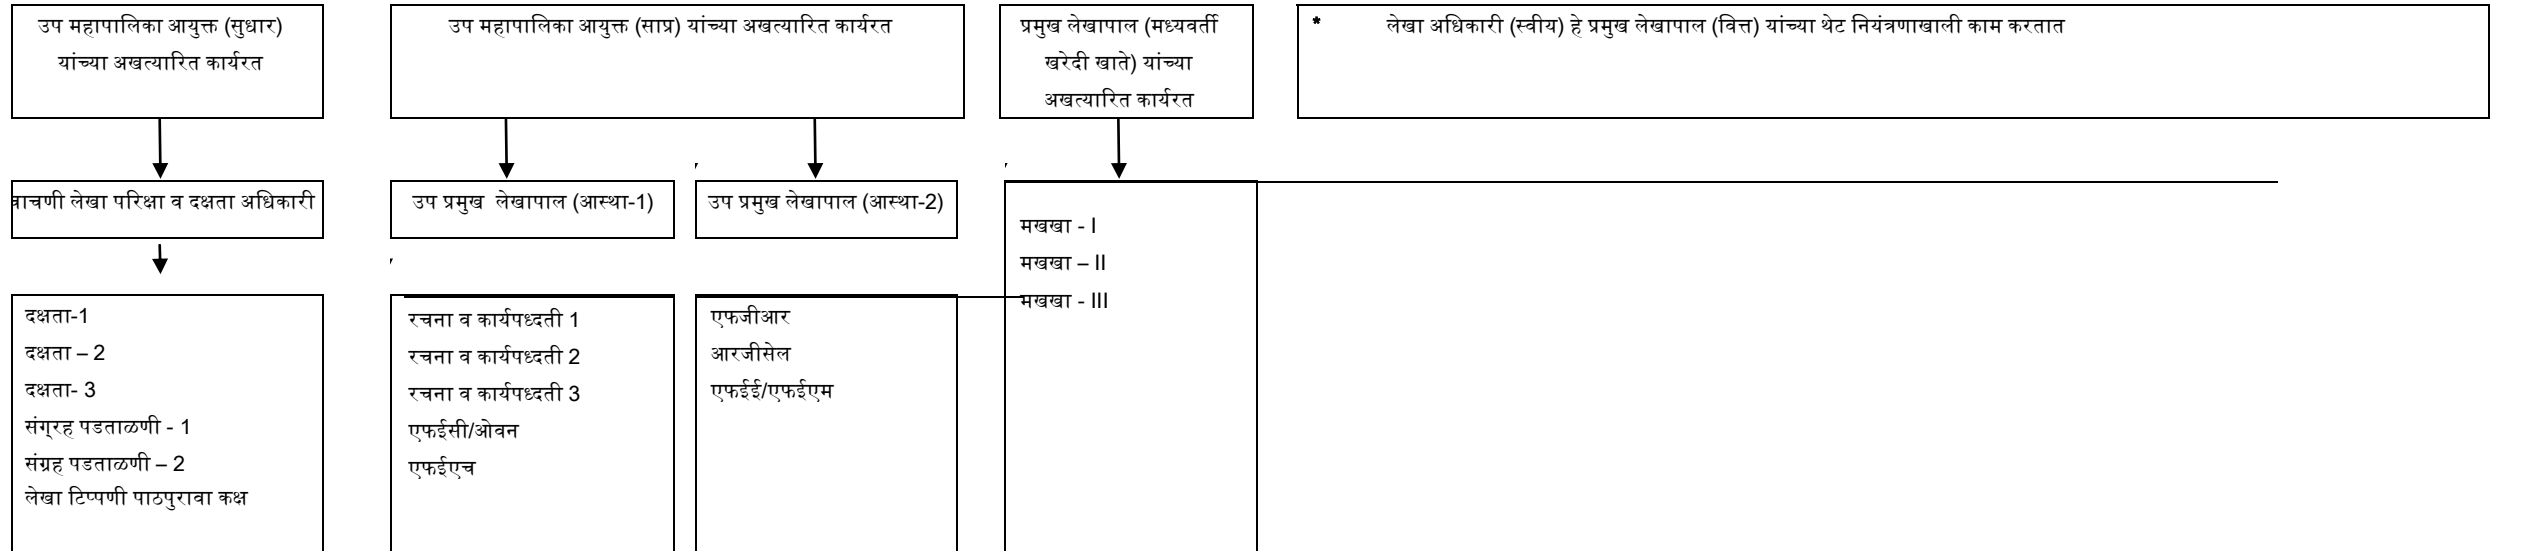 उप महापालिका आयुक्त (सुधार)
यांच्या अखत्यारित कार्यरत
उप महापालिका आयुक्त (साप्र) यांच्या अखत्यारित कार्यरत
प्रमुख लेखापाल (मध्यवर्ती
खरेदी खाते) यांच्या
अखत्यारित कार्यरत
* लेखा अधिकारी (स्वीय) हे प्रमुख लेखापाल (वित्त) यांच्या थेट नियंत्रणाखाली काम करतात
लेखा परिक्षा व दक्षता अधिकारी
उप प्रमुख लेखापाल (आस्था-1)
उप प्रमुख लेखापाल (आस्था-2)
मखखा - I
मखखा – II
मखखा - III
दक्षता-1
दक्षता – 2
दक्षता- 3
संग्रह पडताळणी - 1
संग्रह पडताळणी – 2
लेखा टिप्पणी पाठपुरावा कक्ष
रचना व कार्यपध्दती 1
रचना व कार्यपध्दती 2
रचना व कार्यपध्दती 3
एफईसी/ओवन
एफईएच
एफजीआर
आरजीसेल
एफईई/एफईएम